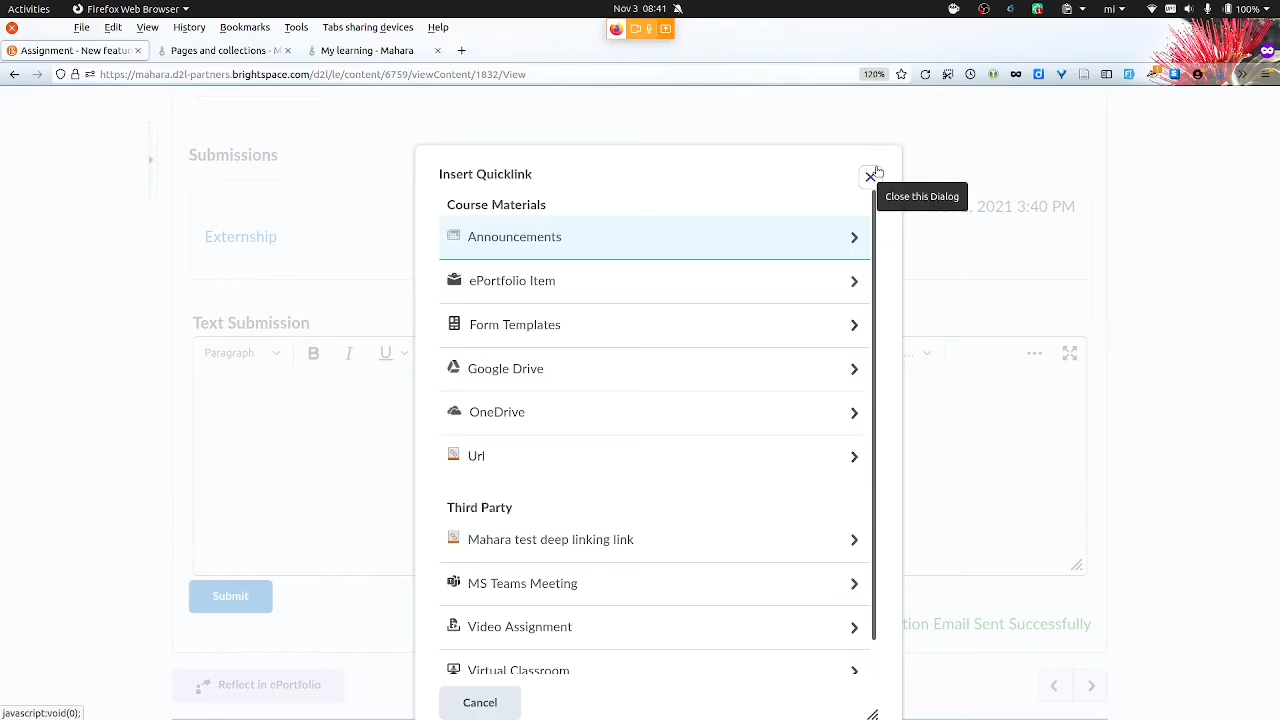 Activities
Firefox Web Browser
Nov 3 08:41
mi
100%
File Edit View History Bookmarks Tools Tabs sharing devices Help
Assignment - New featur
Pages and collections - M
My learning - Mahara
https://mahara.d2l-partners.brightspace.com/d2l/le/content/6759/viewContent/1832/View
120%
Submissions
Insert Quicklink
Close this Dialog
Course Materials
2021 3:40 PM
Announcements
Externship
ePortfolio Item
Text Submission
Form Templates
Paragraph
B I U
Google Drive
OneDrive
Url
Third Party
Mahara test deep linking link
MS Teams Meeting
Submit
Video Assignment
tion Email Sent Successfully
Virtual Classroom
Reflect in ePortfolio
Cancel
javascript:void(0);